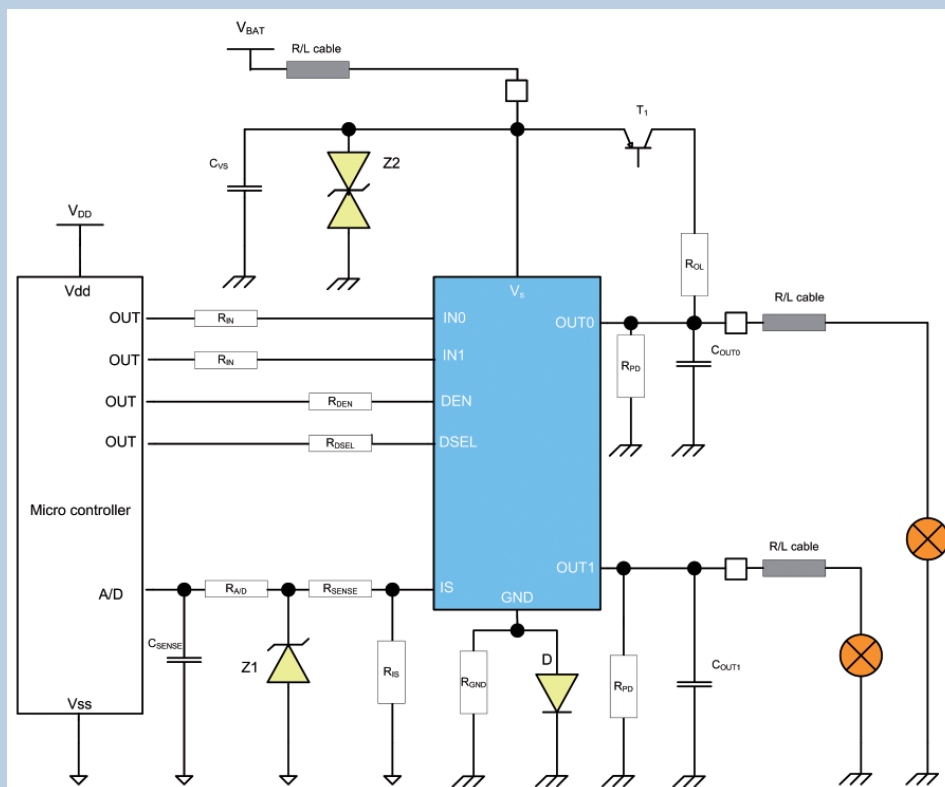 VBAT
R/L cable
T1
CVS
Z2
VDD
ROL
R/L cable
Vdd
Vs
OUT
RIN
IN0
OUT0
OUT
RIN
IN1
RPD
COUT0
OUT
RDEN
DEN
OUT
RDSEL
DSEL
Micro controller
R/L cable
OUT1
A/D
RA/D
RSENSE
IS
GND
CSENSE
Z1
RIS
RGND
D
RPD
COUT1
Vss